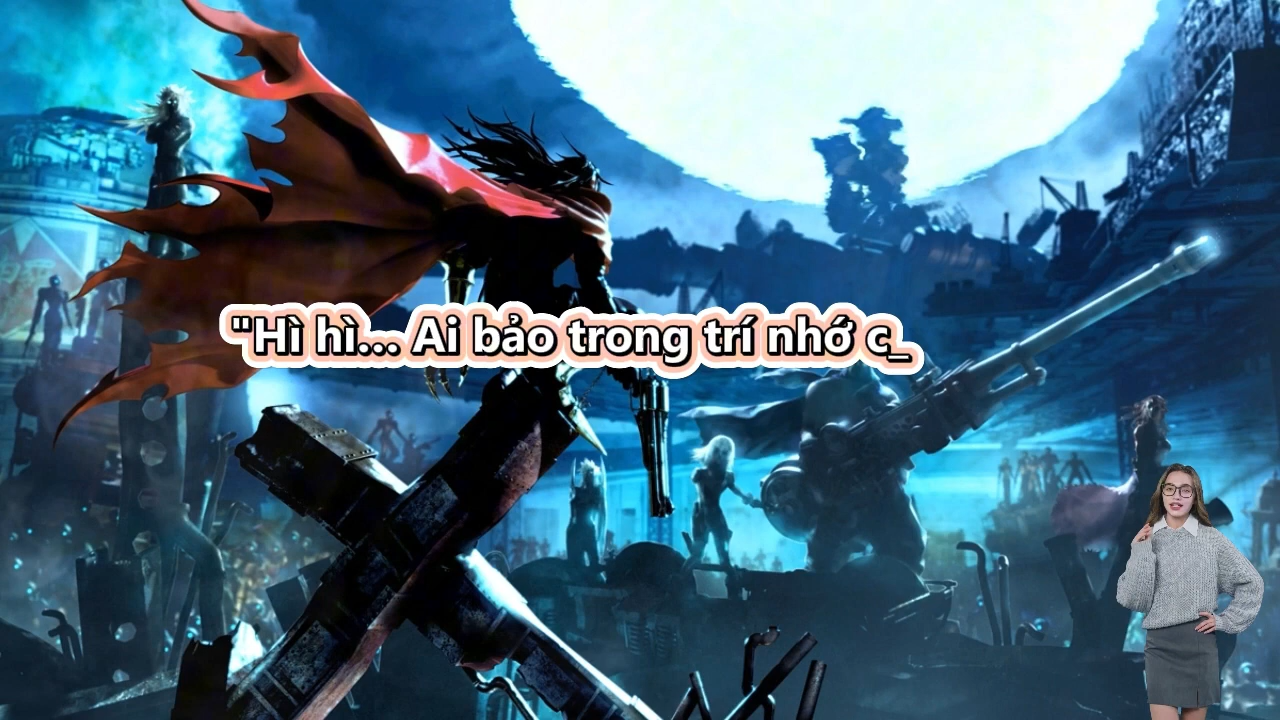 "Hì hì... Ai bảo trong trí nhớ c_